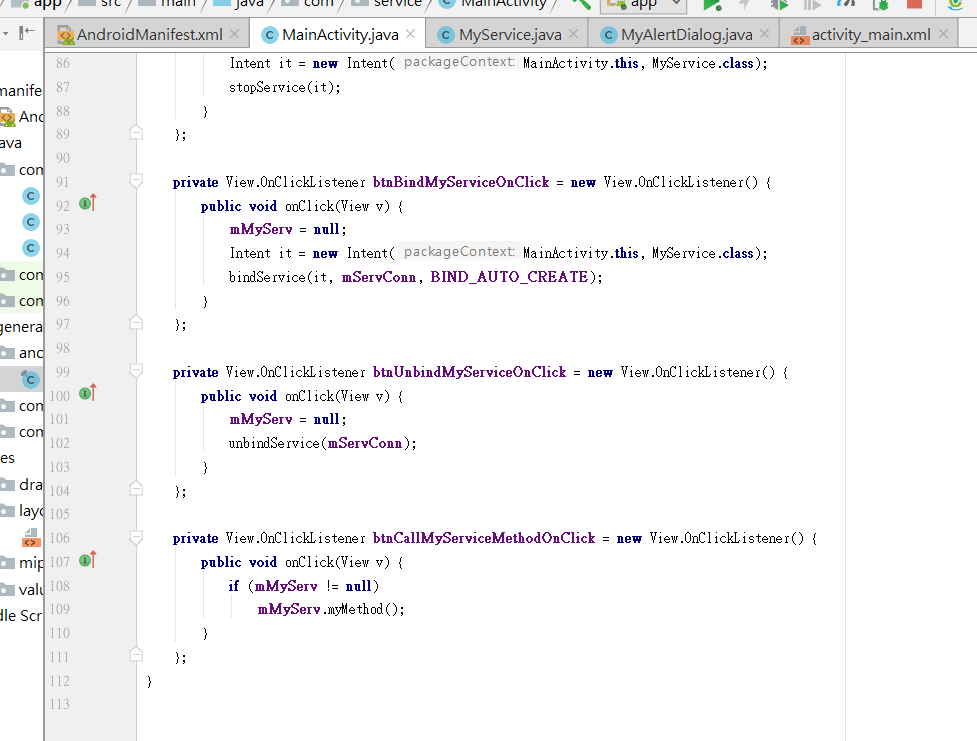 app src main java com service MainActivity app
AndroidManifest.xml MainActivity.java MyService.java MyAlertDialog.java activity_main.xml
manife
And
ava
com
com
com
genera
and
com
com
es
dra
layo
mip
valu
dle Scr
86 Intent it = new Intent( packageContext: MainActivity.this, MyService.class);
87 stopService(it);
88 }
89 };
90
91 private View.OnClickListener btnBindMyServiceOnClick = new View.OnClickListener() {
92 public void onClick(View v) {
93 mMyServ = null;
94 Intent it = new Intent( packageContext: MainActivity.this, MyService.class);
95 bindService(it, mServConn, BIND_AUTO_CREATE);
96 }
97 };
98
99 private View.OnClickListener btnUnbindMyServiceOnClick = new View.OnClickListener() {
100 public void onClick(View v) {
101 mMyServ = null;
102 unbindService(mServConn);
103 }
104 };
105
106 private View.OnClickListener btnCallMyServiceMethodOnClick = new View.OnClickListener() {
107 public void onClick(View v) {
108 if (mMyServ != null)
109 mMyServ.myMethod();
110 }
111 };
112 }
113